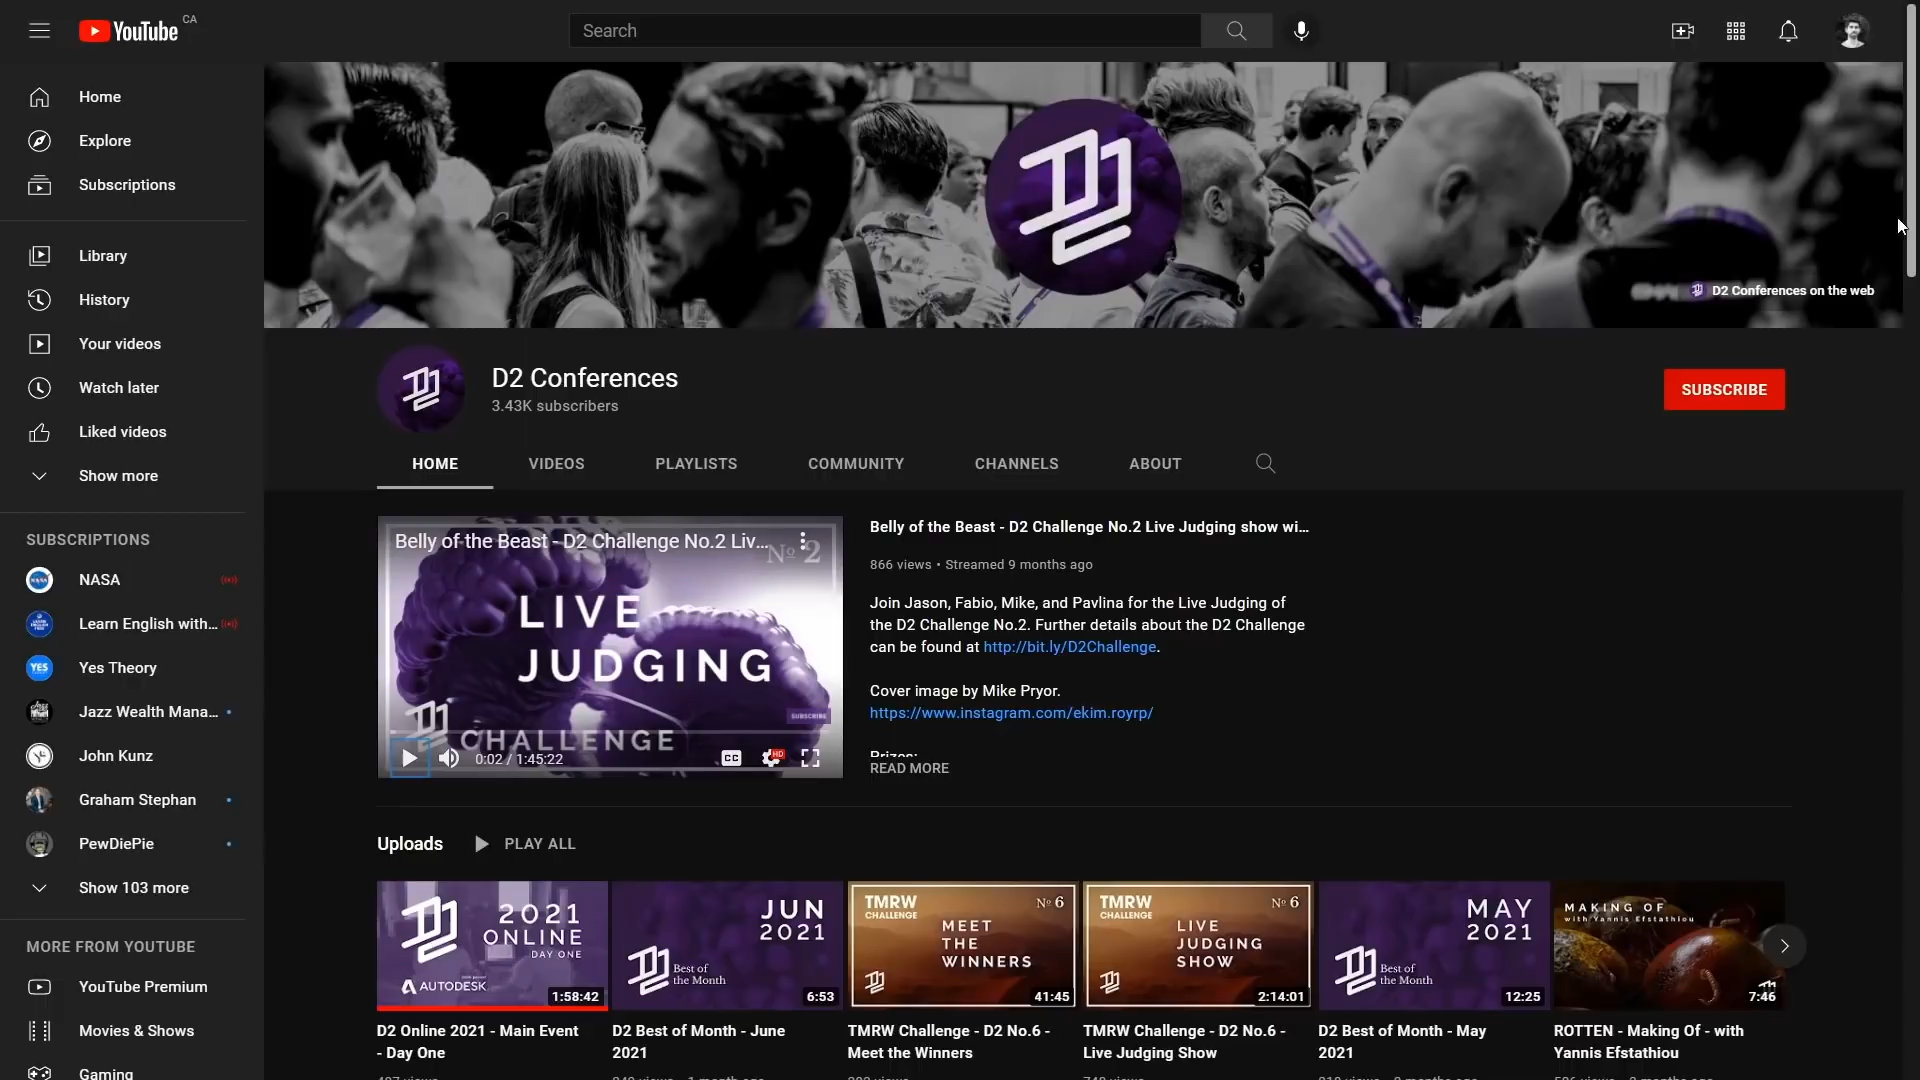 YouTube CA
Search
Home
Explore
Subscriptions
Library
History
Your videos
Watch later
Liked videos
Show more
SUBSCRIPTIONS
NASA
Learn English with...
Yes Theory
Jazz Wealth Mana...
John Kunz
Graham Stephan
PewDiePie
Show 103 more
MORE FROM YOUTUBE
YouTube Premium
Movies & Shows
Gaming
D2 Conferences on the web
D2 Conferences
3.43K subscribers
SUBSCRIBE
HOME
VIDEOS
PLAYLISTS
COMMUNITY
CHANNELS
ABOUT
Belly of the Beast - D2 Challenge No.2 Liv...
Nº 2
LIVE
JUDGING
SUBSCRIBE
CHALLENGE
0:02 / 1:45:22
CC
HD
Belly of the Beast - D2 Challenge No.2 Live Judging show wi...
866 views • Streamed 9 months ago
Join Jason, Fabio, Mike, and Pavlina for the Live Judging of
the D2 Challenge No.2. Further details about the D2 Challenge
can be found at http://bit.ly/D2Challenge.
Cover image by Mike Pryor.
https://www.instagram.com/ekim.royrp/
Prizes:
READ MORE
Uploads
PLAY ALL
2021
ONLINE
DAY ONE
AUTODESK
1:58:42
D2 Online 2021 - Main Event
- Day One
JUN
2021
Best of
the Month
6:53
D2 Best of Month - June
2021
TMRW
CHALLENGE
Nº 6
MEET
THE
WINNERS
41:45
TMRW Challenge - D2 No.6 -
Meet the Winners
TMRW
CHALLENGE
Nº 6
LIVE
JUDGING
SHOW
2:14:01
TMRW Challenge - D2 No.6 -
Live Judging Show
MAY
2021
Best of
the Month
12:25
D2 Best of Month - May
2021
MAKING OF
with Yannis Efstathiou
7:46
ROTTEN - Making Of - with
Yannis Efstathiou